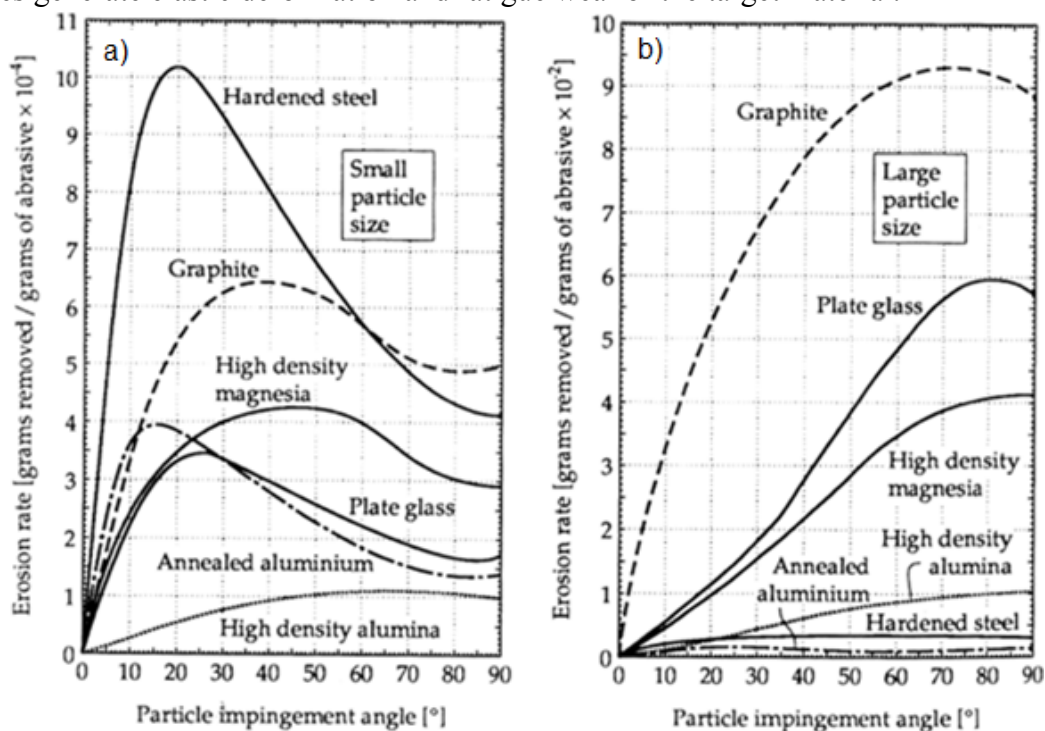 a)
Erosion rate [grams removed / grams of abrasive × 10⁻⁴]
11
10
9
8
7
6
5
4
3
2
1
0
Hardened steel
Small
particle
size
Graphite
High density
magnesia
Plate glass
Annealed aluminium
High density alumina
0 10 20 30 40 50 60 70 80 90
Particle impingement angle [°]
b)
Erosion rate [grams removed / grams of abrasive × 10⁻²]
10
9
8
7
6
5
4
3
2
1
0
Graphite
Large
particle
size
Plate glass
High density
magnesia
High density
alumina
Annealed
aluminium
Hardened steel
0 10 20 30 40 50 60 70 80 90
Particle impingement angle [°]